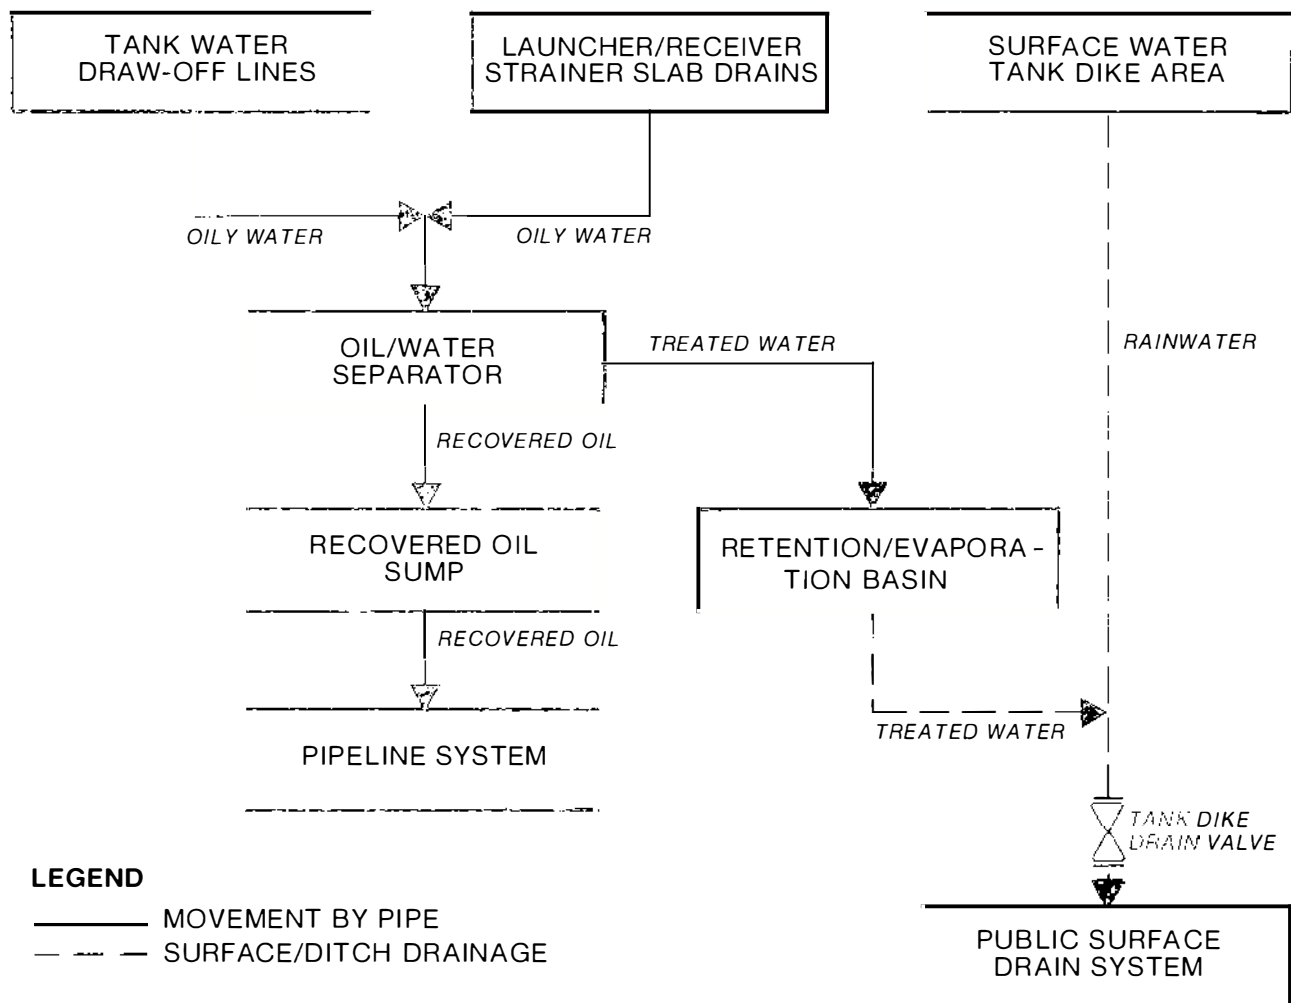 TANK WATER
DRAW-OFF LINES
LAUNCHER/RECEIVER
STRAINER SLAB DRAINS
SURFACE WATER
TANK DIKE AREA
OILY WATER
OILY WATER
OIL/WATER
SEPARATOR
TREATED WATER
RAINWATER
RECOVERED OIL
RECOVERED OIL
SUMP
RETENTION/EVAPORA-
TION BASIN
RECOVERED OIL
TREATED WATER
PIPELINE SYSTEM
TANK DIKE
DRAIN VALVE
LEGEND
MOVEMENT BY PIPE
SURFACE/DITCH DRAINAGE
PUBLIC SURFACE
DRAIN SYSTEM